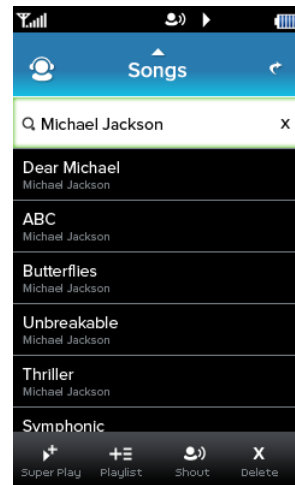 Songs
Michael Jackson X
Dear Michael
Michael Jackson
ABC
Michael Jackson
Butterflies
Michael Jackson
Unbreakable
Michael Jackson
Thriller
Michael Jackson
Symphonic
Super Play Playlist Shout Delete